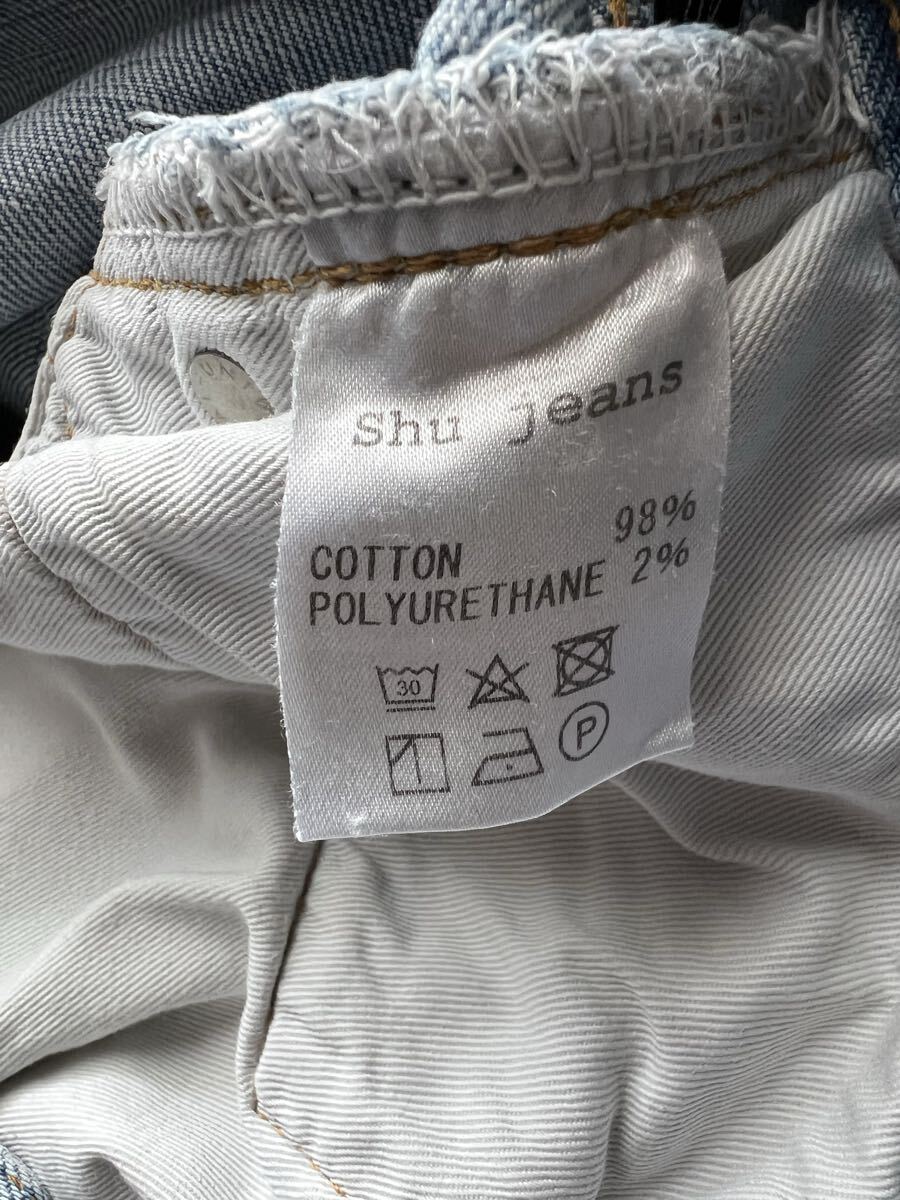 Shu jeans
COTTON 98%
POLYURETHANE 2%
30
P